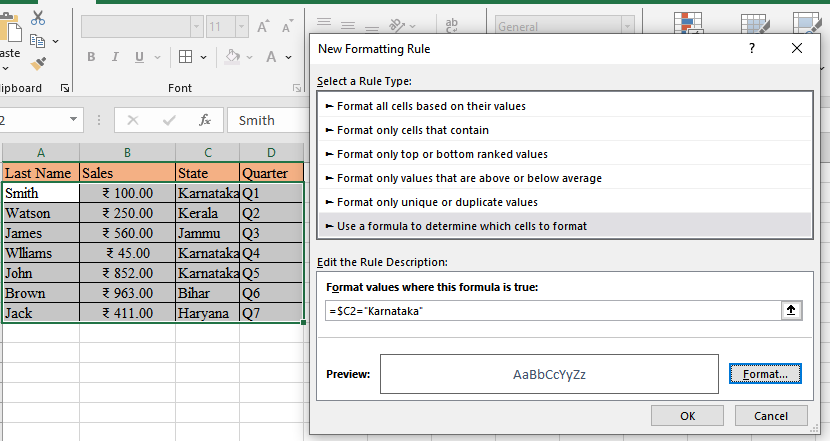 11
A^
A˅
ab
General
aste
B
I
U
A
A
ipboard
Font
2
fx
Smith
A B C D
Last Name Sales State Quarter
Smith ₹ 100.00 Karnataka Q1
Watson ₹ 250.00 Kerala Q2
James ₹ 560.00 Jammu Q3
Wlliams ₹ 45.00 Karnataka Q4
John ₹ 852.00 Karnataka Q5
Brown ₹ 963.00 Bihar Q6
Jack ₹ 411.00 Haryana Q7
New Formatting Rule ?
Select a Rule Type:
► Format all cells based on their values
► Format only cells that contain
► Format only top or bottom ranked values
► Format only values that are above or below average
► Format only unique or duplicate values
► Use a formula to determine which cells to format
Edit the Rule Description:
Format values where this formula is true:
=$C2="Karnataka"
Preview: AaBbCcYyZz Format...
OK Cancel